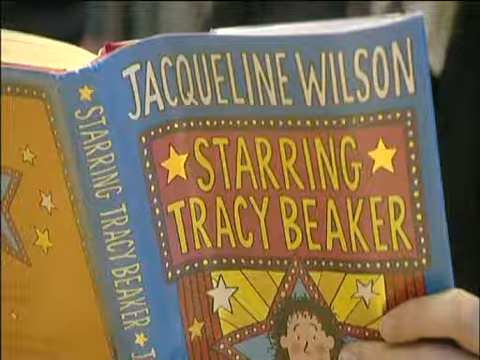 JACQUELINE WILSON
STARRING
TRACY BEAKER
STARRING TRACY BEAKER